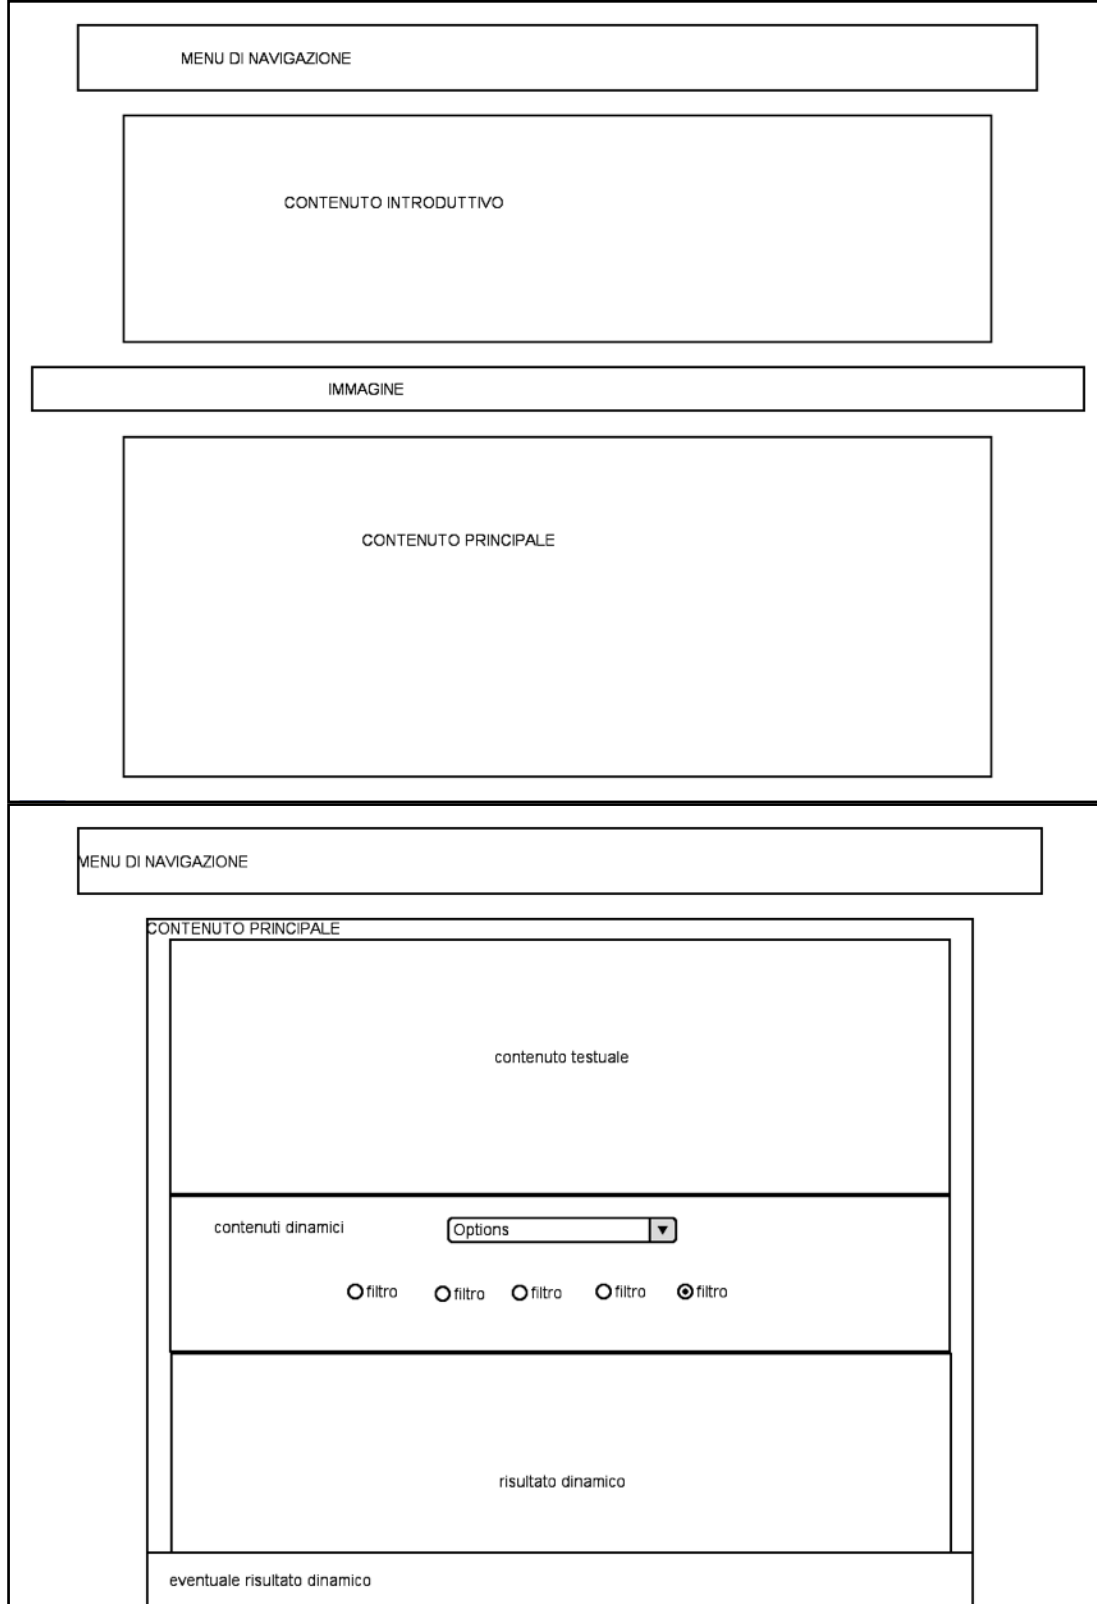 MENU DI NAVIGAZIONE
CONTENUTO INTRODUTTIVO
IMMAGINE
CONTENUTO PRINCIPALE
MENU DI NAVIGAZIONE
CONTENUTO PRINCIPALE
contenuto testuale
contenuti dinamici Options
filtro filtro filtro filtro filtro
risultato dinamico
eventuale risultato dinamico